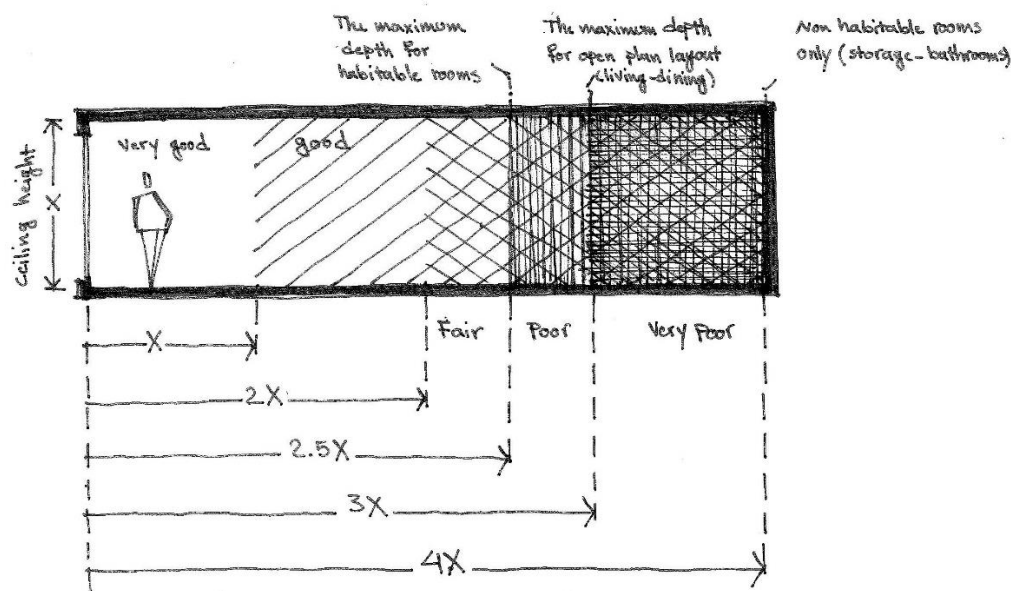 The maximum
depth for
habitable rooms
The maximum depth
for open plan layout
(living-dining)
Non habitable rooms
only (storage-bathrooms)
very good
good
ceiling height
X
Fair
Poor
Very Poor
X
2X
2.5X
3X
4X